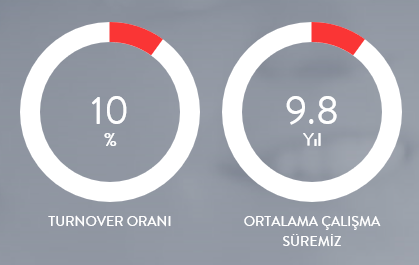 10
%
TURNOVER ORANI
9.8
Yıl
ORTALAMA ÇALIŞMA
SÜREMİZ